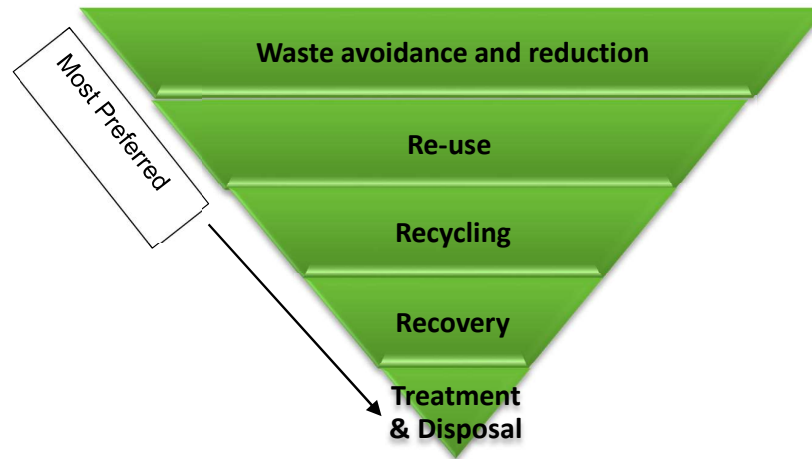 Waste avoidance and reduction
Most Preferred
Re-use
Recycling
Recovery
Treatment
& Disposal